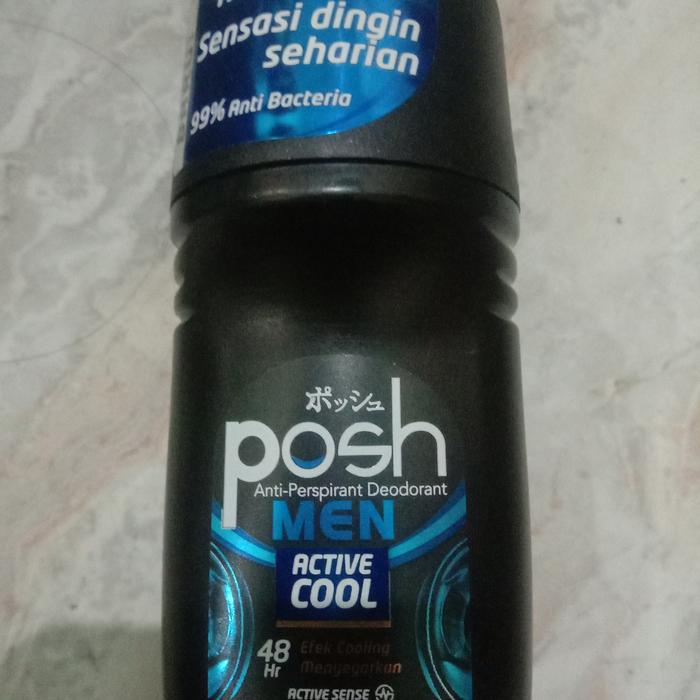 Sensasi dingin
seharian
99% Anti Bacteria
ポッシュ
posh
Anti-Perspirant Deodorant
MEN
ACTIVE
COOL
48
Hr
Efek Cooling
Menyegarkan
ACTIVE SENSE